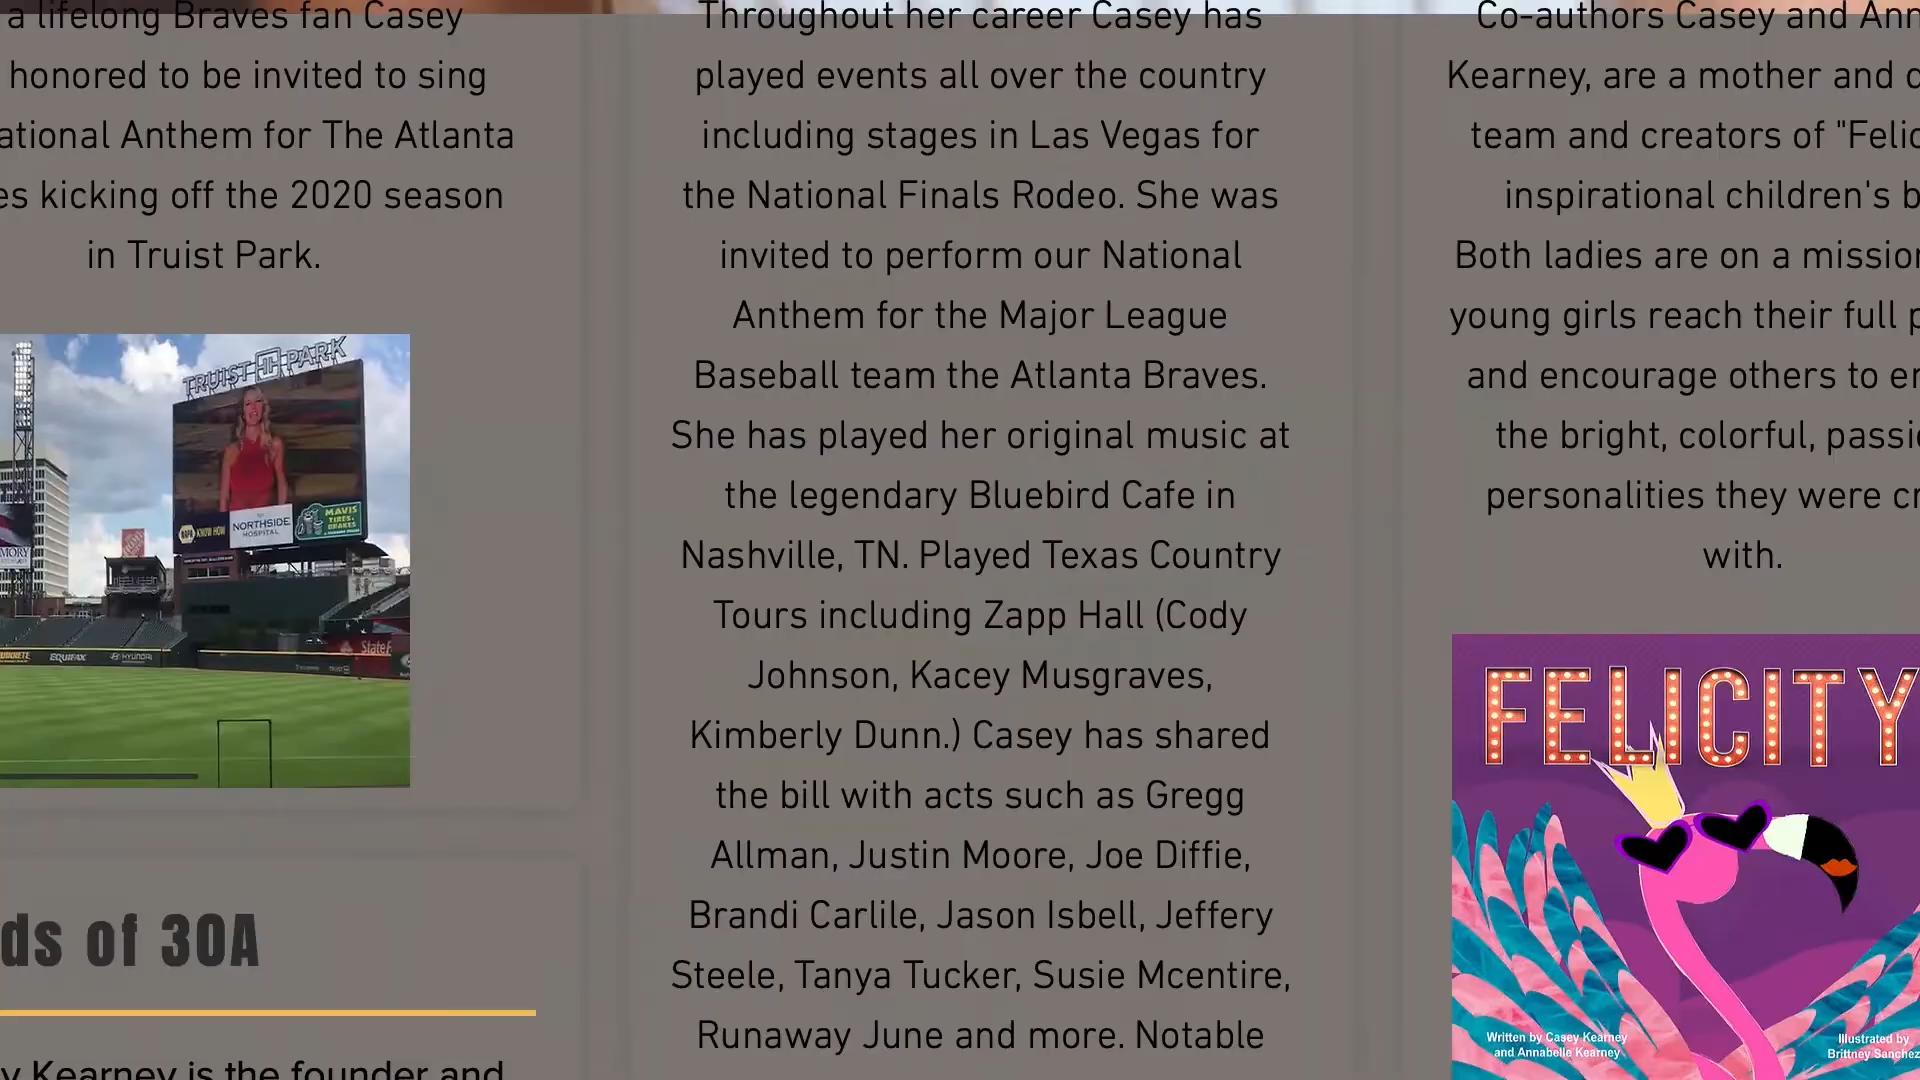 a lifelong Braves fan Casey
honored to be invited to sing
ational Anthem for The Atlanta
es kicking off the 2020 season
in Truist Park.
TRUIST PARK
KNOW HOW
NORTHSIDE
HOSPITAL
MAVIS
TIRES &
BRAKES
MORY
EQUIFAX
HYUNDAI
StateF
ds of 30A
y Kearney is the founder and
Throughout her career Casey has
played events all over the country
including stages in Las Vegas for
the National Finals Rodeo. She was
invited to perform our National
Anthem for the Major League
Baseball team the Atlanta Braves.
She has played her original music at
the legendary Bluebird Cafe in
Nashville, TN. Played Texas Country
Tours including Zapp Hall (Cody
Johnson, Kacey Musgraves,
Kimberly Dunn.) Casey has shared
the bill with acts such as Gregg
Allman, Justin Moore, Joe Diffie,
Brandi Carlile, Jason Isbell, Jeffery
Steele, Tanya Tucker, Susie Mcentire,
Runaway June and more. Notable
Co-authors Casey and Ann
Kearney, are a mother and d
team and creators of "Felic
inspirational children's b
Both ladies are on a mission
young girls reach their full p
and encourage others to en
the bright, colorful, passio
personalities they were cr
with.
FELICITY
Written by Casey Kearney
and Annabelle Kearney
Illustrated by
Brittney Sanchez